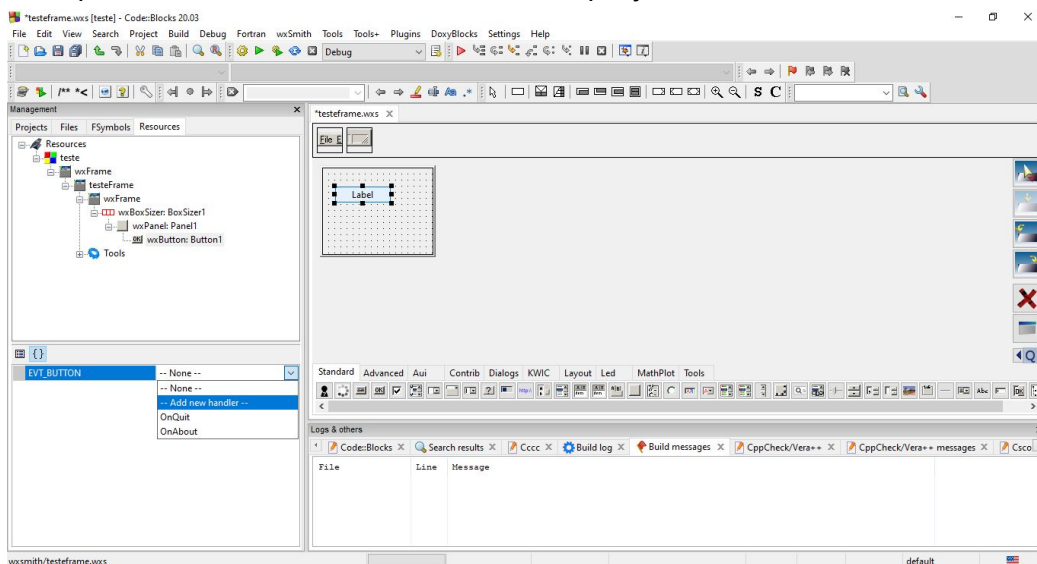 *testeframe.wxs [teste] - Code::Blocks 20.03
File Edit View Search Project Build Debug Fortran wxSmith Tools Tools+ Plugins DoxyBlocks Settings Help
Debug
/** *<
S C
Management
*testeframe.wxs
Projects Files FSymbols Resources
File E
Resources
teste
wxFrame
testeFrame
wxFrame
wxBoxSizer: BoxSizer1
wxPanel: Panel1
wxButton: Button1
Tools
Label
{}
EVT_BUTTON -- None --
-- None --
-- Add new handler --
OnQuit
OnAbout
Standard Advanced Aui Contrib Dialogs KWIC Layout Led MathPlot Tools
Logs & others
Code::Blocks Search results Cccc Build log Build messages CppCheck/Vera++ CppCheck/Vera++ messages Cscol
File Line Message
wxsmith/testeframe.wxs default